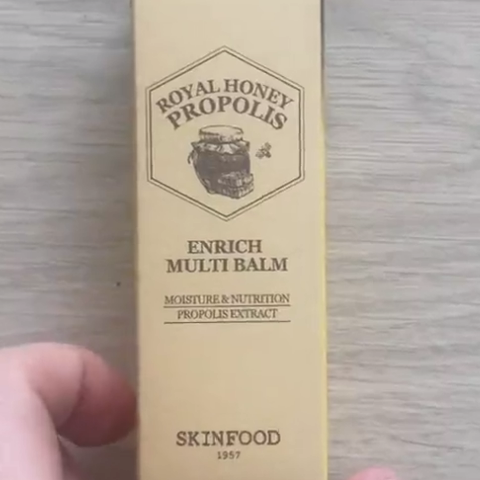 ROYAL HONEY
PROPOLIS
ENRICH
MULTI BALM
MOISTURE & NUTRITION
PROPOLIS EXTRACT
SKINFOOD
1957